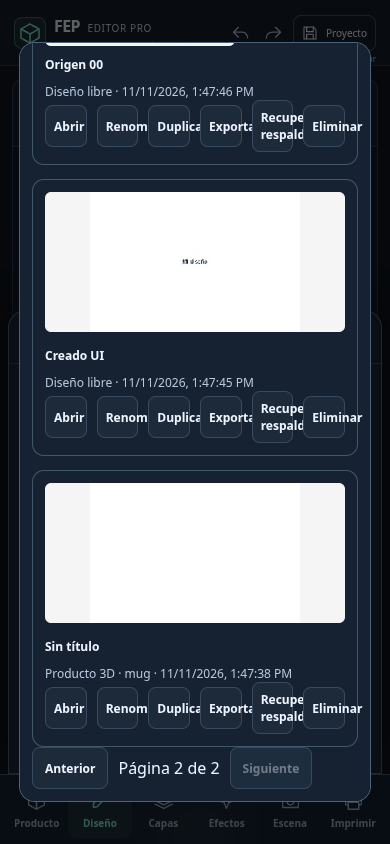 FEP EDITOR PRO
Proyecto
Origen 00
Diseño libre · 11/11/2026, 1:47:46 PM
Abrir Renom Duplica Exporta Recupe respald Eliminar
Creado UI
Diseño libre · 11/11/2026, 1:47:45 PM
Abrir Renom Duplica Exporta Recupe respald Eliminar
Sin título
Producto 3D · mug · 11/11/2026, 1:47:38 PM
Abrir Renom Duplica Exporta Recupe respald Eliminar
Anterior Página 2 de 2 Siguiente
Producto Diseño Capas Efectos Escena Imprimir